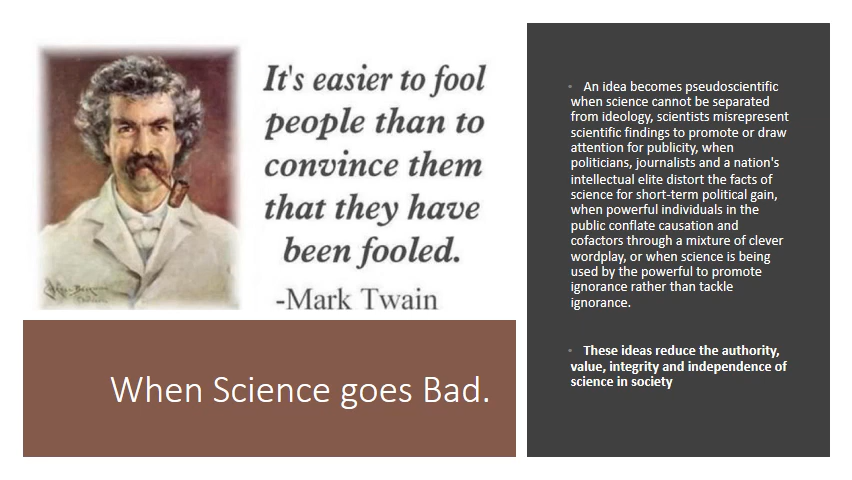 It's easier to fool
people than to
convince them
that they have
been fooled.
-Mark Twain
When Science goes Bad.
• An idea becomes pseudoscientific
when science cannot be separated
from ideology, scientists misrepresent
scientific findings to promote or draw
attention for publicity, when
politicians, journalists and a nation's
intellectual elite distort the facts of
science for short-term political gain,
when powerful individuals in the
public conflate causation and
cofactors through a mixture of clever
wordplay, or when science is being
used by the powerful to promote
ignorance rather than tackle
ignorance.
• These ideas reduce the authority,
value, integrity and independence of
science in society